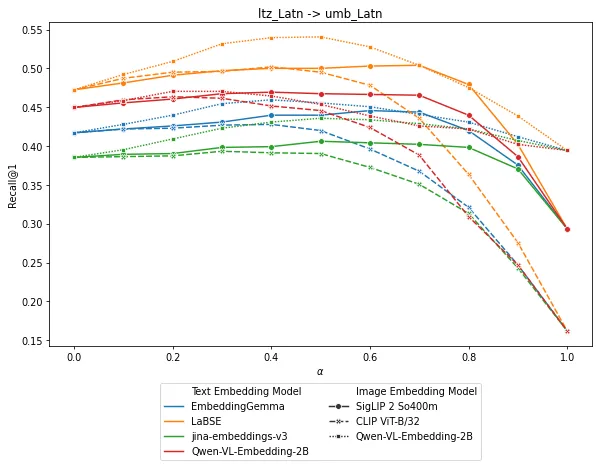 ltz_Latn -> umb_Latn
0.55
0.50
0.45
0.40
0.35
0.30
0.25
0.20
0.15
Recall@1
0.0 0.2 0.4 0.6 0.8 1.0
α
Text Embedding Model
EmbeddingGemma
LaBSE
jina-embeddings-v3
Qwen-VL-Embedding-2B
Image Embedding Model
SigLIP 2 So400m
CLIP ViT-B/32
Qwen-VL-Embedding-2B